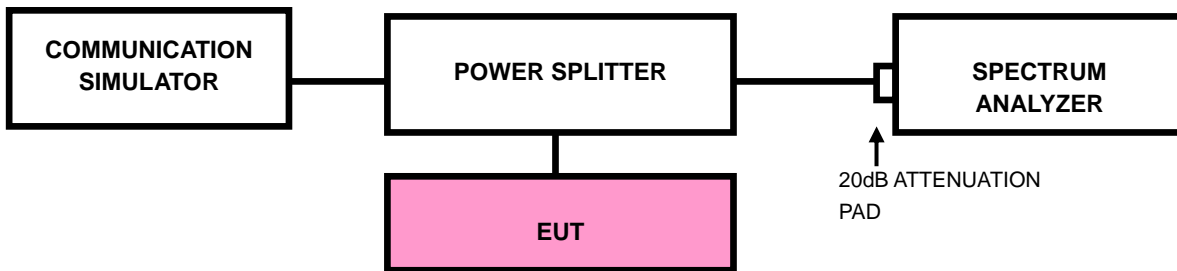 COMMUNICATION
SIMULATOR
POWER SPLITTER
SPECTRUM
ANALYZER
20dB ATTENUATION
PAD
EUT